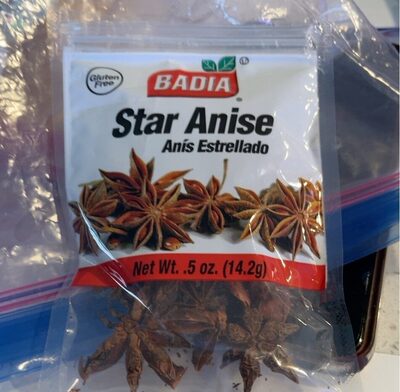 Gluten
Free
BADIA
Star Anise
Anís Estrellado
Net Wt. .5 oz. (14.2g)